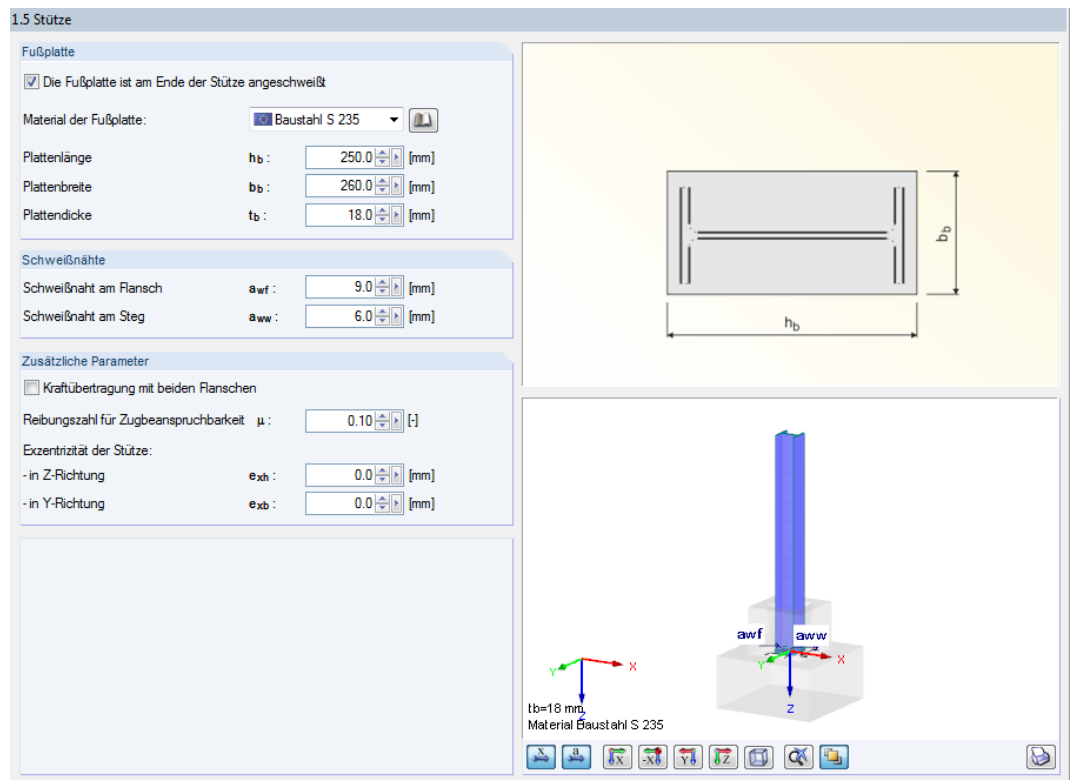 1.5 Stütze
Fußplatte
Die Fußplatte ist am Ende der Stütze angeschweißt
Material der Fußplatte: Baustahl S 235
Plattenlänge hb : 250.0 [mm]
Plattenbreite bb : 260.0 [mm]
Plattendicke tb : 18.0 [mm]
Schweißnähte
Schweißnaht am Flansch awf : 9.0 [mm]
Schweißnaht am Steg aww : 6.0 [mm]
Zusätzliche Parameter
Kraftübertragung mit beiden Flanschen
Reibungszahl für Zugbeanspruchbarkeit μ : 0.10 [-]
Exzentrizität der Stütze:
- in Z-Richtung exh : 0.0 [mm]
- in Y-Richtung exb : 0.0 [mm]
bb
hb
awf aww
Y X
Z
Y X
Z
tb=18 mm
Material Baustahl S 235
x a X -X Y Z